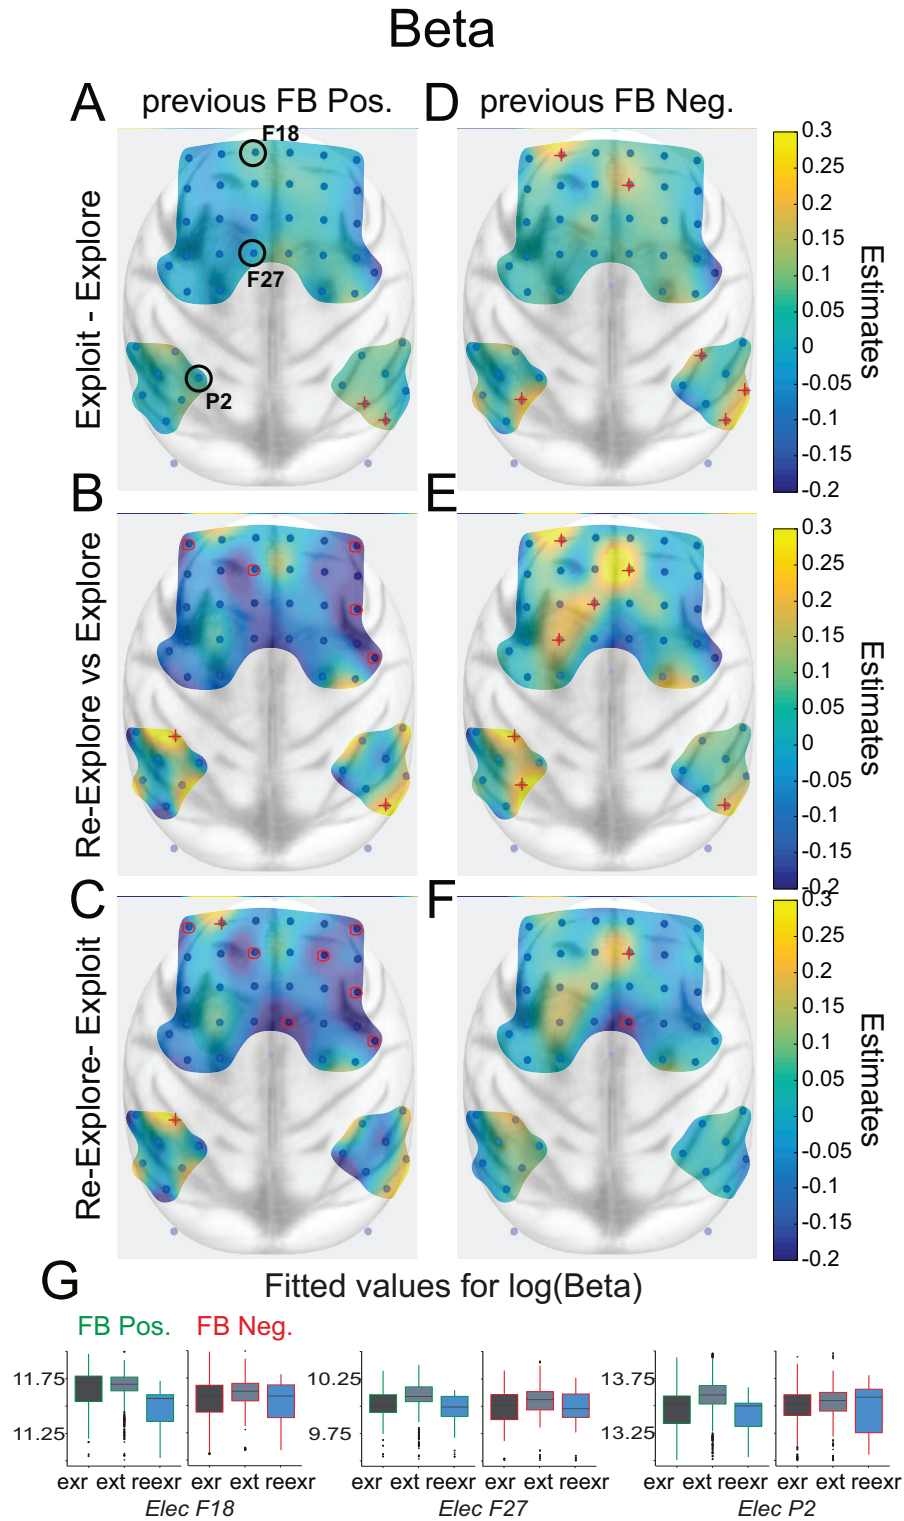 Beta
A previous FB Pos. D previous FB Neg.
F18
F27
P2
Exploit - Explore
0.3
0.25
0.2
0.15
0.1
0.05
0
-0.05
-0.1
-0.15
-0.2
Estimates
B E
Re-Explore vs Explore
0.3
0.25
0.2
0.15
0.1
0.05
0
-0.05
-0.1
-0.15
-0.2
Estimates
C F
Re-Explore- Exploit
0.3
0.25
0.2
0.15
0.1
0.05
0
-0.05
-0.1
-0.15
-0.2
Estimates
G Fitted values for log(Beta)
FB Pos. FB Neg.
11.75 10.25 13.75
11.25 9.75 13.25
exr ext reexr exr ext reexr exr ext reexr exr ext reexr exr ext reexr exr ext reexr
Elec F18 Elec F27 Elec P2